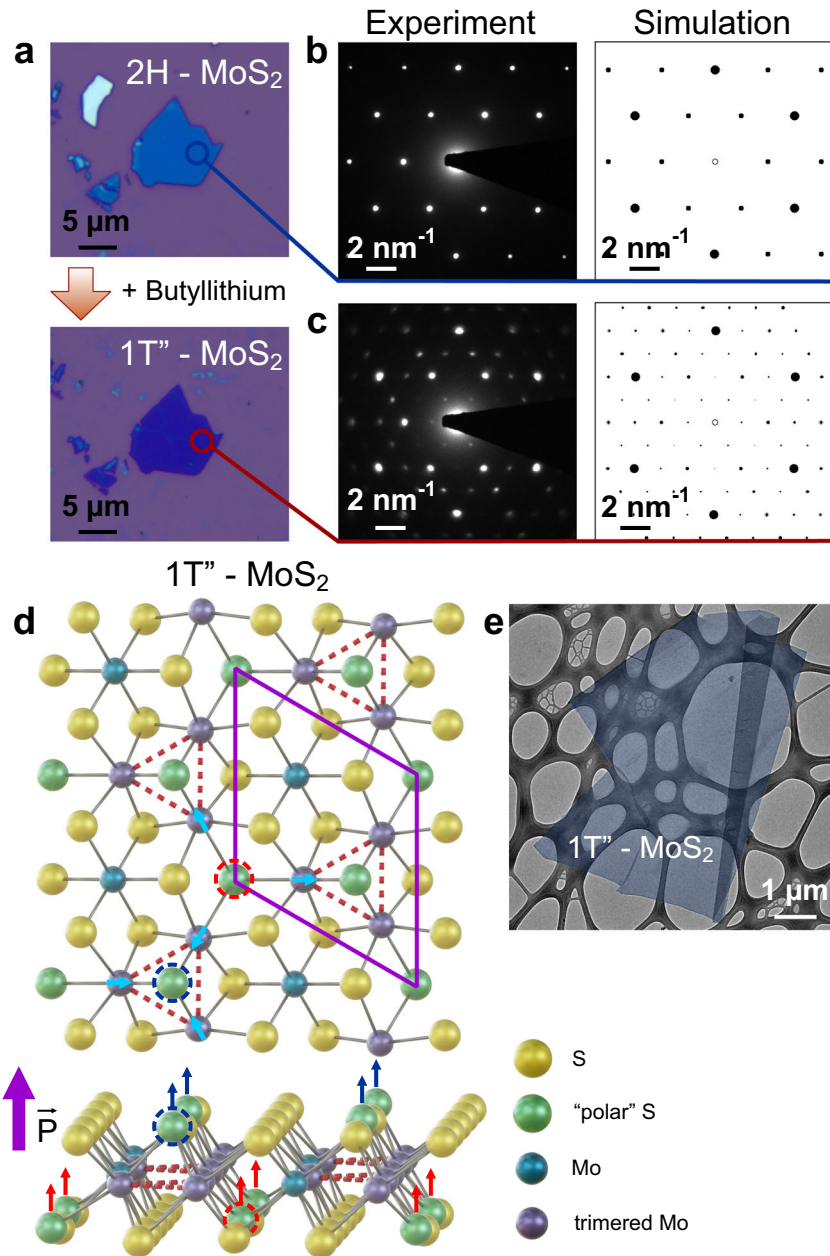 Experiment
Simulation
a
2H - MoS2
5 µm
b
2 nm-1
2 nm-1
+ Butyllithium
1T” - MoS2
5 µm
c
2 nm-1
2 nm-1
1T” - MoS2
d
e
1T” - MoS2
1 µm
P
S
“polar” S
Mo
trimered Mo